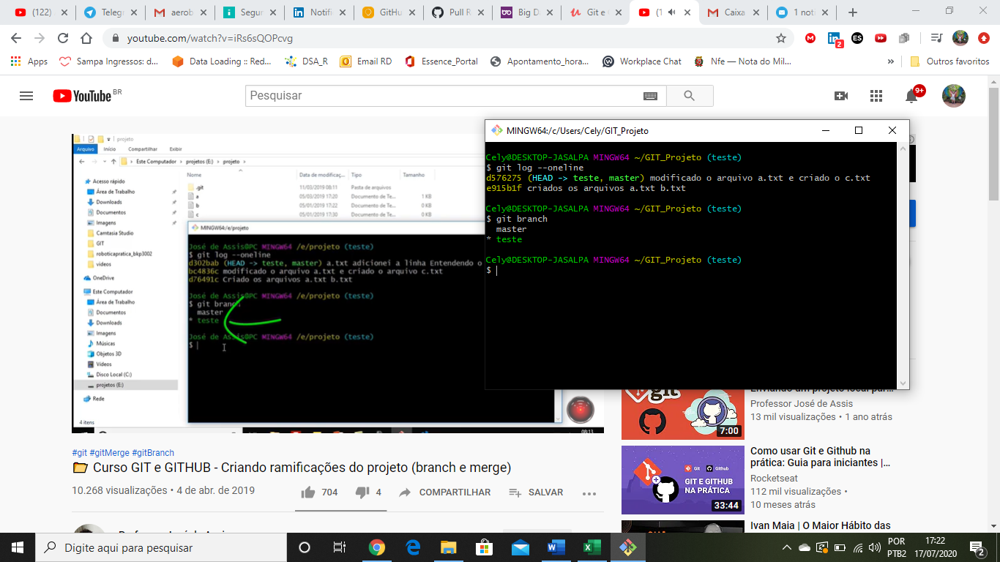 (122)
Telegr
aerob
Segur
Notifi
GitHu
Pull R
Big D
Git e
(1
Caixa
1 not
youtube.com/watch?v=iRs6sQOPcvg
2
Apps
Sampa Ingressos: d...
Data Loading :: Red...
DSA_R
Email RD
Essence_Portal
Apontamento_hora...
Workplace Chat
Nfe — Nota do Mil...
»
Outros favoritos
YouTube BR
Pesquisar
9+
projeto
Arquivo Início Compartilhar Exibir
Este Computador > projetos (E:) > projeto >
Nome Data de modificaç... Tipo Tamanho
Acesso rápido
Área de Trabalho
Downloads
Documentos
Imagens
Camtasia Studio
GIT
roboticapratica_bkp3002
videos
OneDrive
Este Computador
Área de Trabalho
Documentos
Downloads
Imagens
Músicas
Objetos 3D
Vídeos
Disco Local (C:)
projetos (E:)
Rede
4 itens
.git 11/03/2019 08:11 Pasta de arquivos
a 05/03/2019 17:20 Documento de Te... 1 KB
b 05/01/2019 17:22 Documento de Te... 0 KB
c 05/01/2019 17:30 Documento de Te... 0 KB
MINGW64:/e/projeto
José de Assis@PC MINGW64 /e/projeto (teste)
$ git log --oneline
d302bab (HEAD -> teste, master) a.txt adicionei a linha Entendendo o
bc4836c modificado o arquivo a.txt e criado o arquivo c.txt
d76491c Criado os arquivos a.txt b.txt
José de Assis@PC MINGW64 /e/projeto (teste)
$ git branch
master
* teste
José de Assis@PC MINGW64 /e/projeto (teste)
$
08:13
MINGW64:/c/Users/Cely/GIT_Projeto
Cely@DESKTOP-JASALPA MINGW64 ~/GIT_Projeto (teste)
$ git log --oneline
d576275 (HEAD -> teste, master) modificado o arquivo a.txt e criado o c.txt
e915b1f criados os arquivos a.txt b.txt
Cely@DESKTOP-JASALPA MINGW64 ~/GIT_Projeto (teste)
$ git branch
master
* teste
Cely@DESKTOP-JASALPA MINGW64 ~/GIT_Projeto (teste)
$
#git #gitMerge #gitBranch
Curso GIT e GITHUB - Criando ramificações do projeto (branch e merge)
10.268 visualizações • 4 de abr. de 2019
704
4
COMPARTILHAR
SALVAR
git
7:00
Enviando um projeto local par...
Professor José de Assis
13 mil visualizações • 1 ano atrás
Git Github
GIT E GITHUB
NA PRÁTICA
33:44
Como usar Git e Github na
prática: Guia para iniciantes |...
Rocketseat
112 mil visualizações •
10 meses atrás
Ivan Maia | O Maior Hábito das
Digite aqui para pesquisar
POR
PTB2
17:22
17/07/2020
2